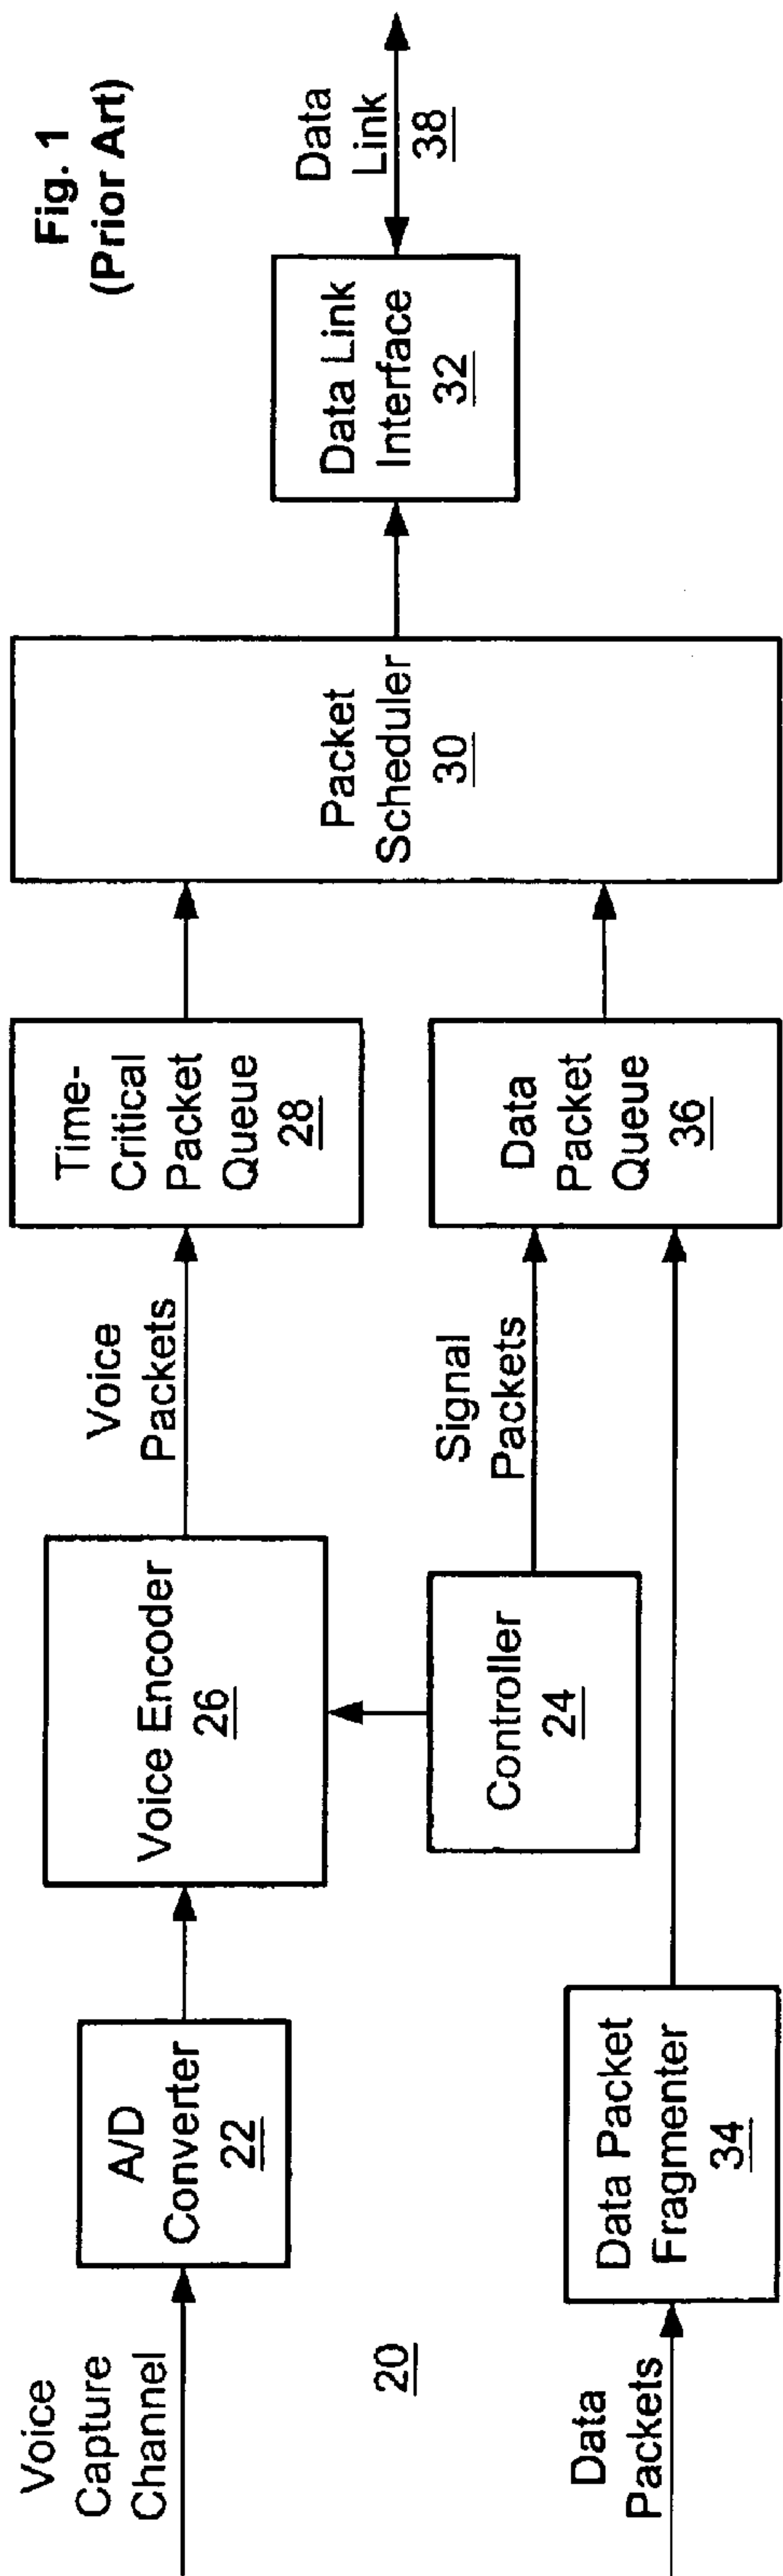 Fig. 1
(Prior Art)
Voice
Capture
Channel
A/D
Converter
22
Voice Encoder
26
Voice
Packets
Time-
Critical
Packet
Queue
28
Packet
Scheduler
30
Data Link
Interface
32
Data
Link
38
20
Controller
24
Signal
Packets
Data
Packet
Queue
36
Data
Packets
Data Packet
Fragmenter
34